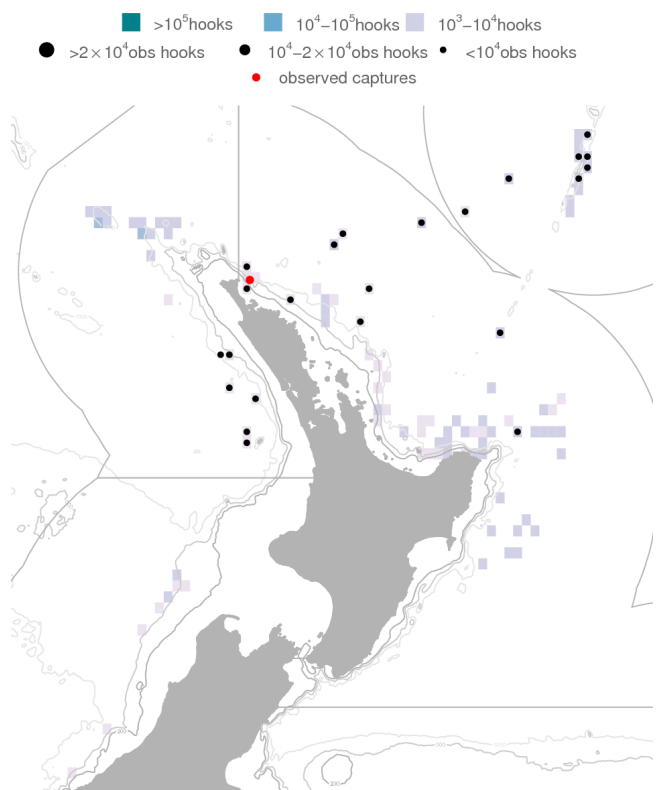 >10⁵hooks 10⁴−10⁵hooks 10³−10⁴hooks
>2×10⁴obs hooks 10⁴−2×10⁴obs hooks <10⁴obs hooks
observed captures